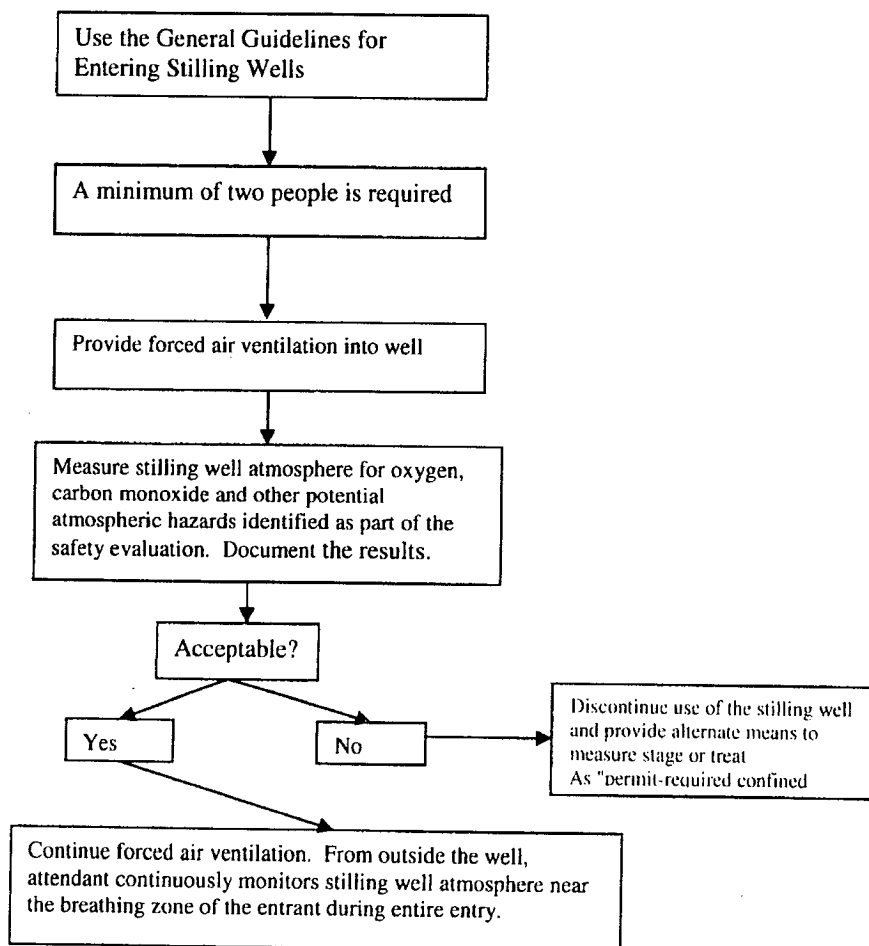 Use the General Guidelines for
Entering Stilling Wells
A minimum of two people is required
Provide forced air ventilation into well
Measure stilling well atmosphere for oxygen,
carbon monoxide and other potential
atmospheric hazards identified as part of the
safety evaluation. Document the results.
Acceptable?
Yes
No
Discontinue use of the stilling well
and provide alternate means to
measure stage or treat
As "permit-required confined
Continue forced air ventilation. From outside the well,
attendant continuously monitors stilling well atmosphere near
the breathing zone of the entrant during entire entry.